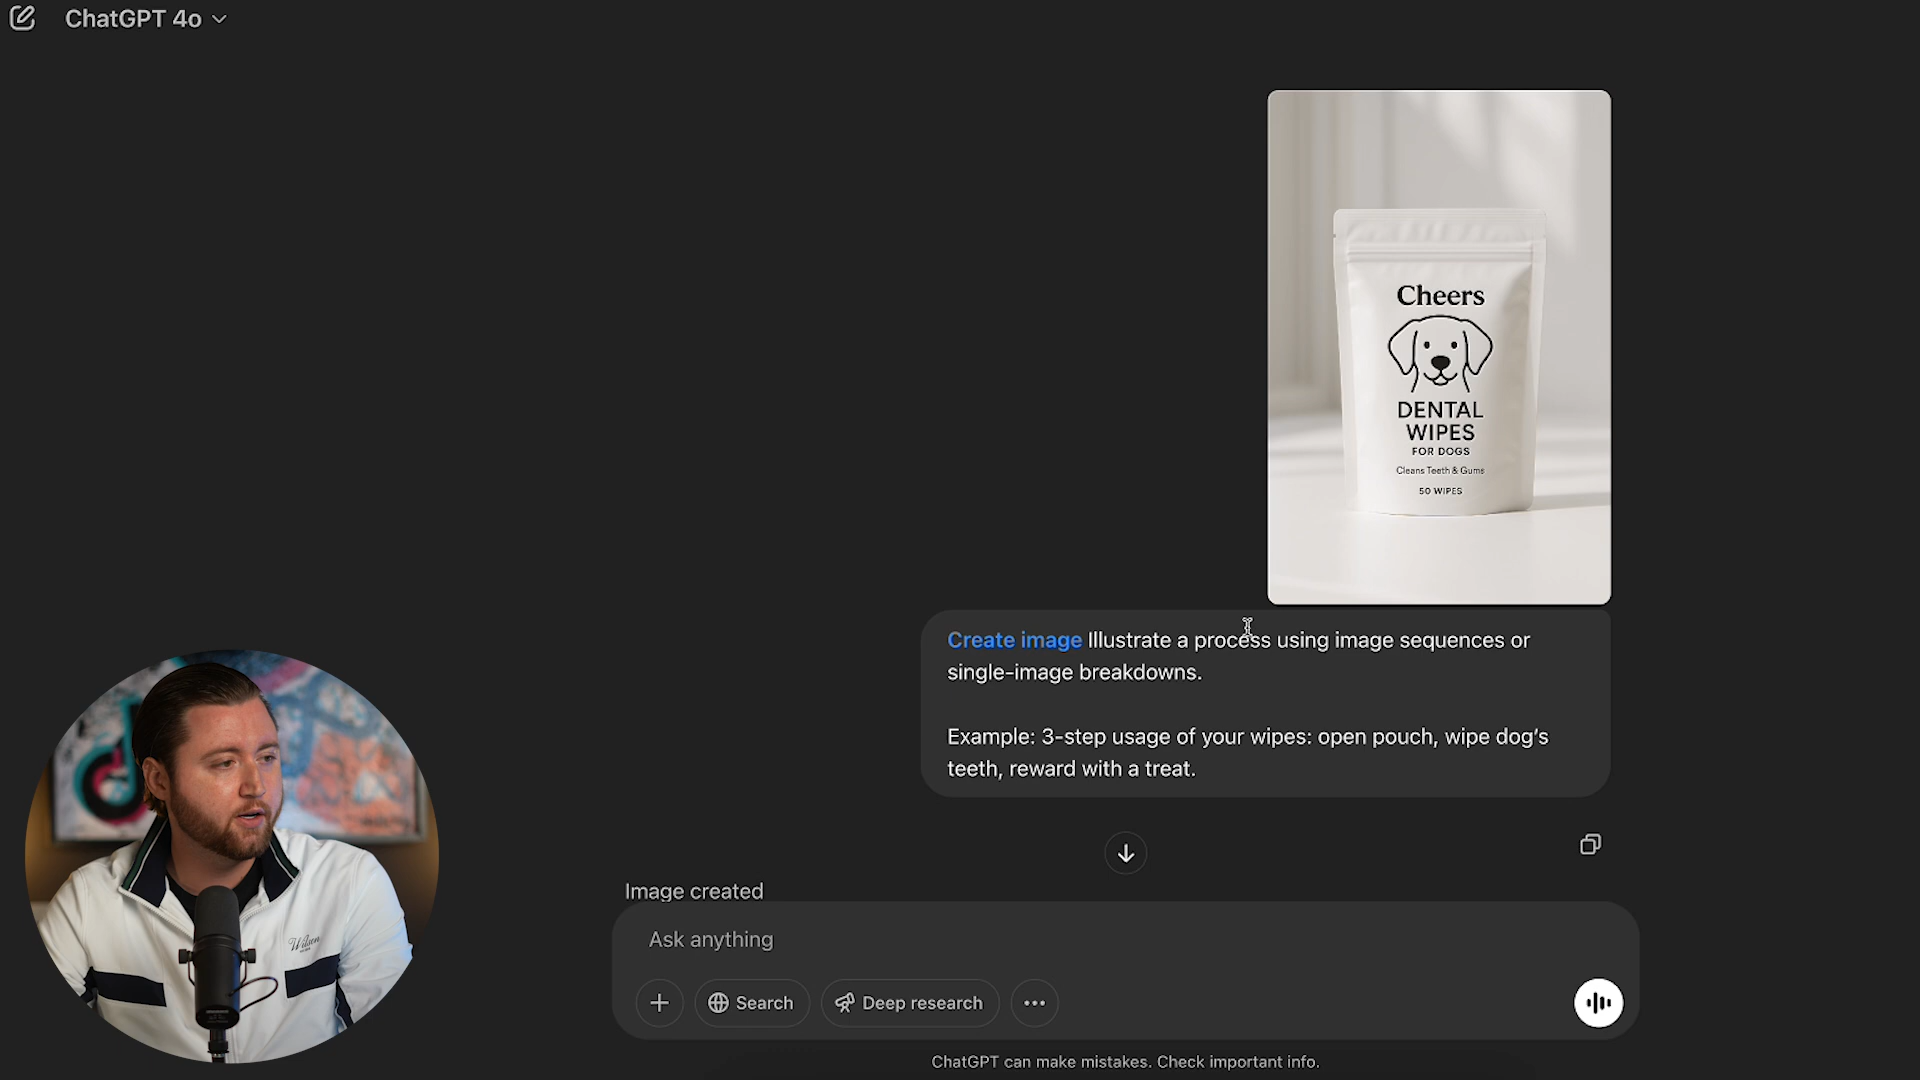 ChatGPT 4o
Cheers
DENTAL
WIPES
FOR DOGS
Cleans Teeth & Gums
50 WIPES
Create image Illustrate a process using image sequences or
single-image breakdowns.
Example: 3-step usage of your wipes: open pouch, wipe dog’s
teeth, reward with a treat.
Image created
Ask anything
Search
Deep research
Wilson
ChatGPT can make mistakes. Check important info.